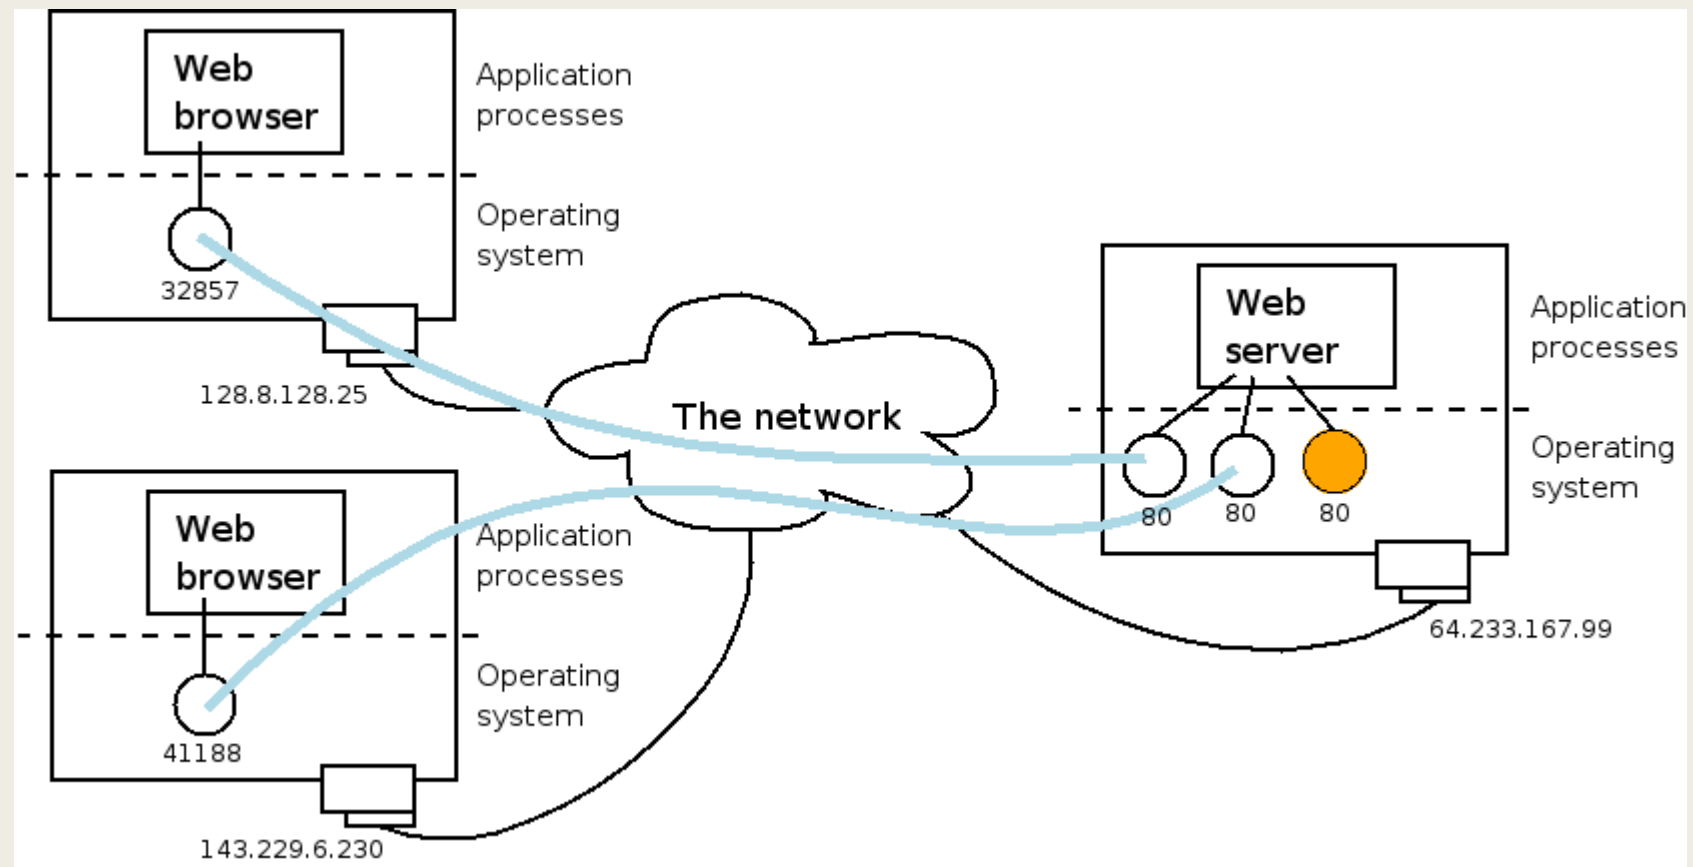 Web
browser
Application
processes
Operating
system
32857
128.8.128.25
The network
Web
server
Application
processes
Operating
system
80
80
80
64.233.167.99
Web
browser
Application
processes
Operating
system
41188
143.229.6.230